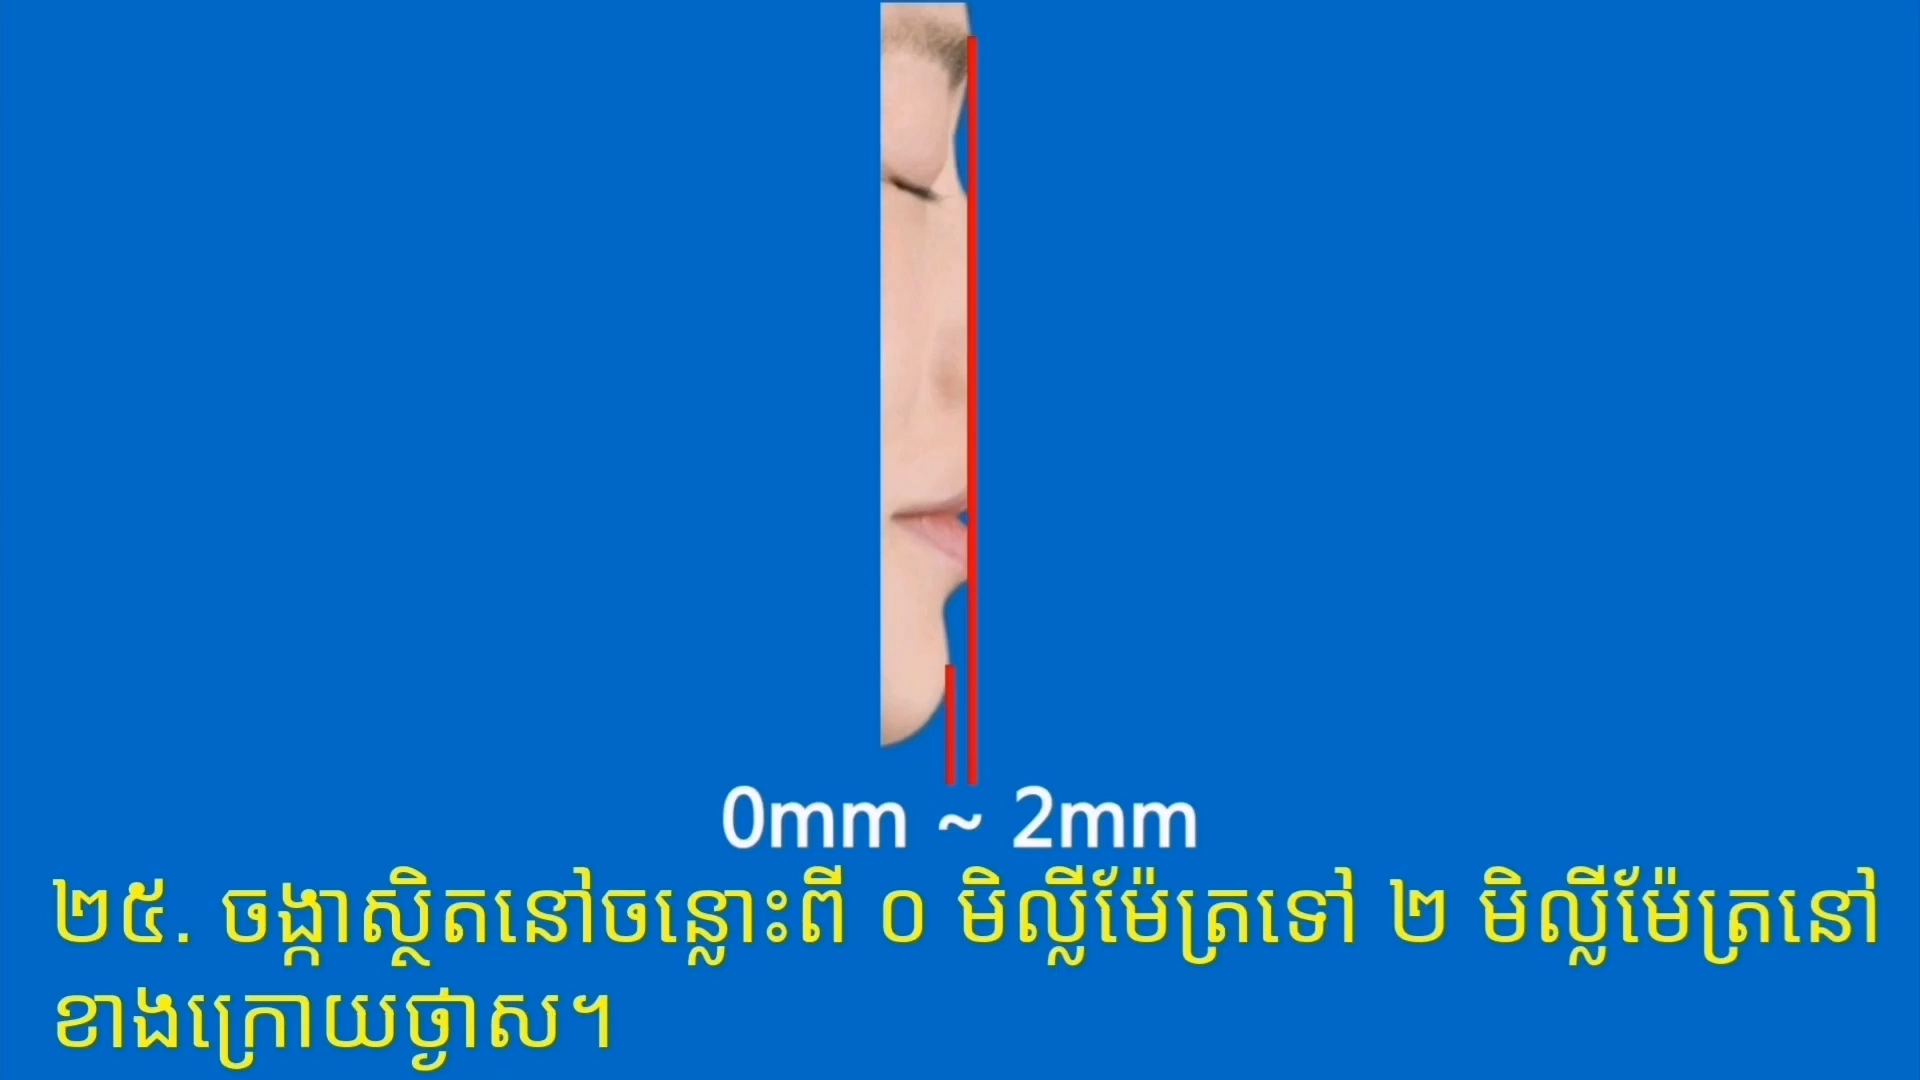 0mm ~ 2mm
២៥. ចង្កាស្ថិតនៅចន្លោះពី ០ មិល្លីម៉ែត្រទៅ ២ មិល្លីម៉ែត្រនៅ
ខាងក្រោយថ្ងាស។